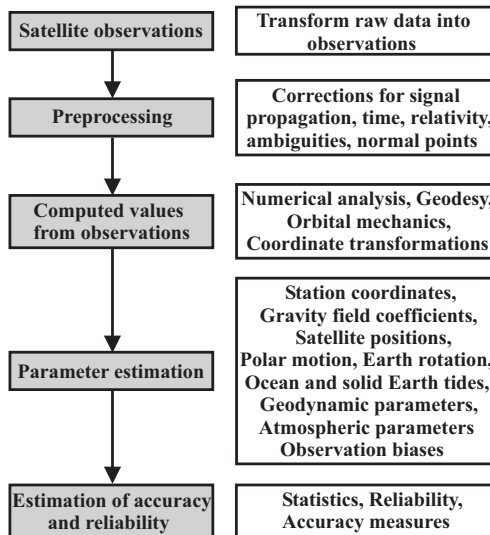 Satellite observations
Transform raw data into
observations
Preprocessing
Corrections for signal
propagation, time, relativity,
ambiguities, normal points
Computed values
from observations
Numerical analysis, Geodesy,
Orbital mechanics,
Coordinate transformations
Parameter estimation
Station coordinates,
Gravity field coefficients,
Satellite positions,
Polar motion, Earth rotation,
Ocean and solid Earth tides,
Geodynamic parameters,
Atmospheric parameters
Observation biases
Estimation of accuracy
and reliability
Statistics, Reliability,
Accuracy measures